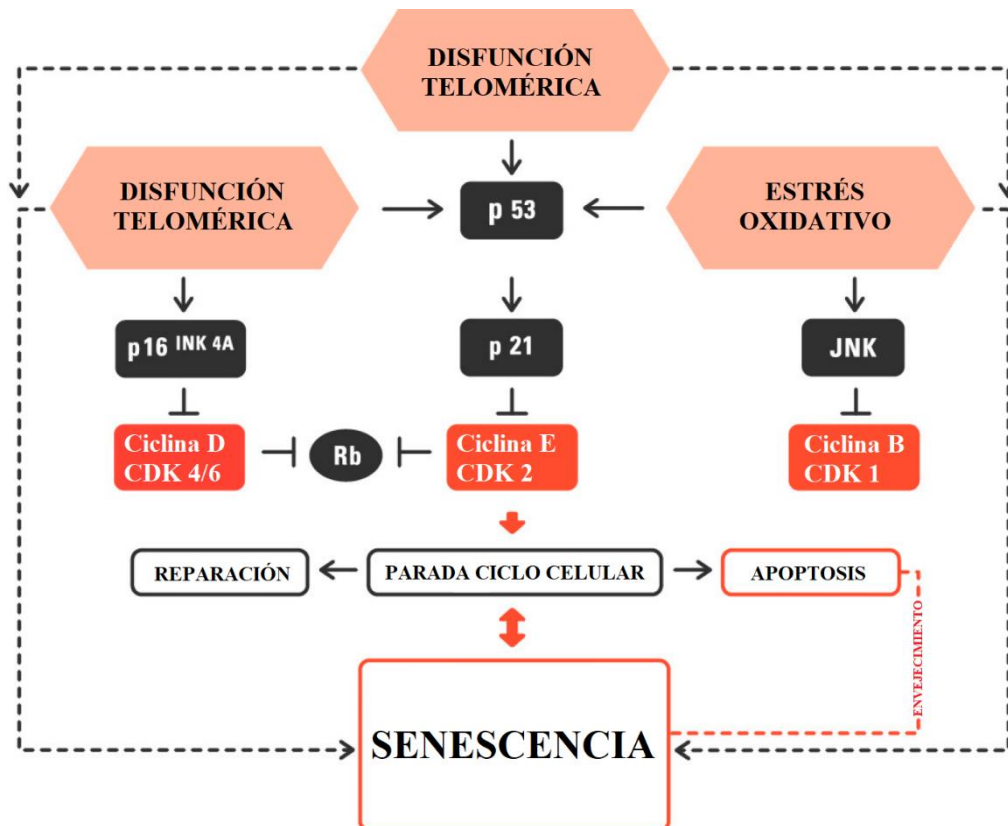 DISFUNCIÓN
TELOMÉRICA
DISFUNCIÓN
TELOMÉRICA
p 53
ESTRÉS
OXIDATIVO
p16 INK 4A
p 21
JNK
Ciclina D
CDK 4/6
Rb
Ciclina E
CDK 2
Ciclina B
CDK 1
REPARACIÓN
PARADA CICLO CELULAR
APOPTOSIS
ENVEJECIMIENTO
SENESCENCIA